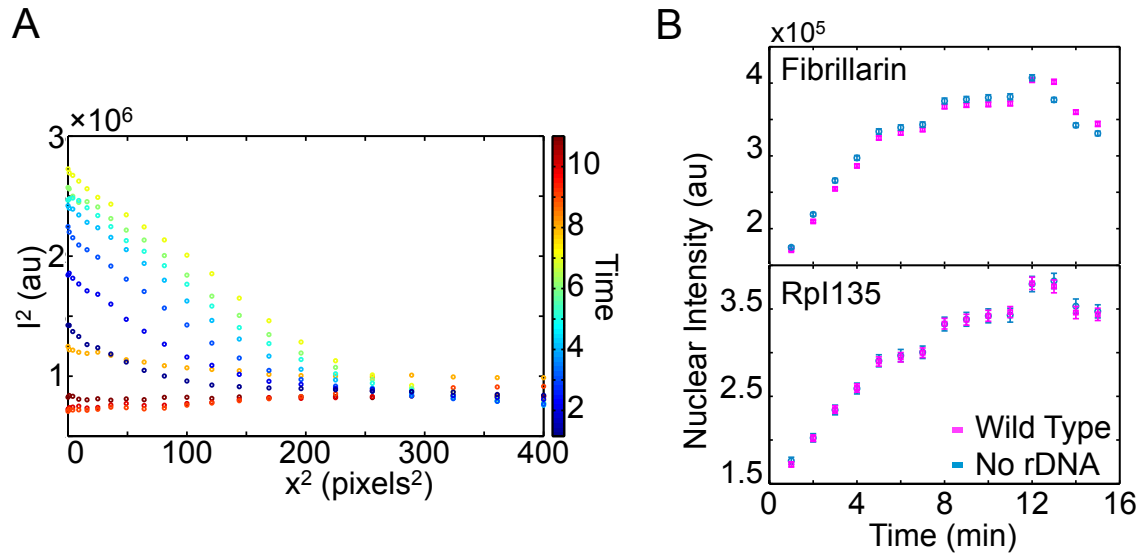 A
×10⁶
3
2
1
I² (au)
0
100
200
300
400
x² (pixels²)
10
8
6
4
2
Time
B
x10⁵
Fibrillarin
4
3
2
Nuclear Intensity (au)
Rpl135
3.5
2.5
1.5
Wild Type
No rDNA
0
4
8
12
16
Time (min)